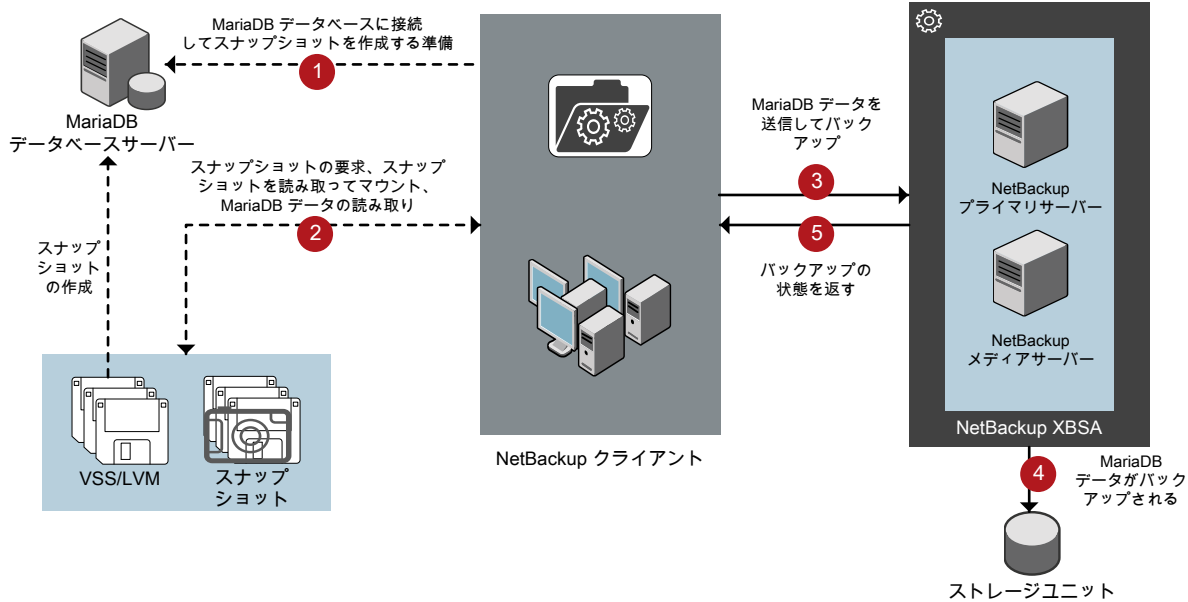 MariaDB データベースに接続
してスナップショットを作成する準備
1
MariaDB
データベースサーバー
スナップショットの要求、スナップ
ショットを読み取ってマウント、
MariaDB データの読み取り
2
スナップ
ショット
の作成
VSS/LVM
スナップ
ショット
NetBackup クライアント
MariaDB データを
送信してバック
アップ
3
5
バックアップの
状態を返す
NetBackup
プライマリサーバー
NetBackup
メディアサーバー
NetBackup XBSA
4
MariaDB
データがバック
アップされる
ストレージユニット